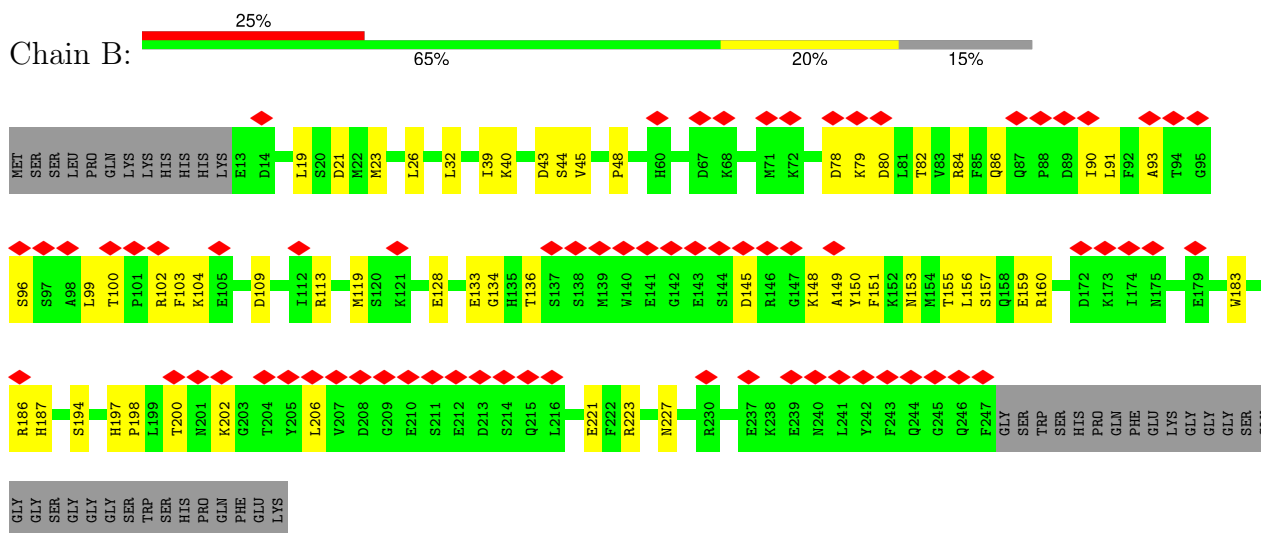 25%
Chain B:
65% 20% 15%
MET SER SER LEU PRO GLN LYS LYS HIS HIS HIS LYS E13 D14 L19 S20 D21 M22 M23 L26 L32 I39 K40 D43 S44 V45 P48 H60 D67 K68 M71 K72 D78 K79 D80 L81 T82 V83 R84 F85 Q86 Q87 P88 D89 I90 L91 F92 A93 T94 G95
S96 S97 A98 L99 T100 P101 R102 F103 K104 E105 D109 I112 R113 M119 S120 K121 E128 E133 G134 H135 T136 S137 S138 M139 W140 E141 G142 E143 S144 D145 R146 G147 K148 A149 Y150 F151 K152 N153 M154 T155 L156 S157 Q158 E159 R160 D172 K173 I174 N175 E179 W183
R186 H187 S194 H197 P198 L199 T200 N201 K202 G203 T204 Y205 L206 V207 D208 G209 E210 S211 E212 D213 S214 Q215 L216 E221 F222 R223 N227 R230 E237 K238 E239 N240 L241 Y242 F243 Q244 G245 Q246 F247 GLY SER TRP SER HIS PRO GLN PHE GLU LYS GLY GLY GLY SER
GLY GLY SER GLY GLY GLY SER TRP SER HIS PRO GLN PHE GLU LYS